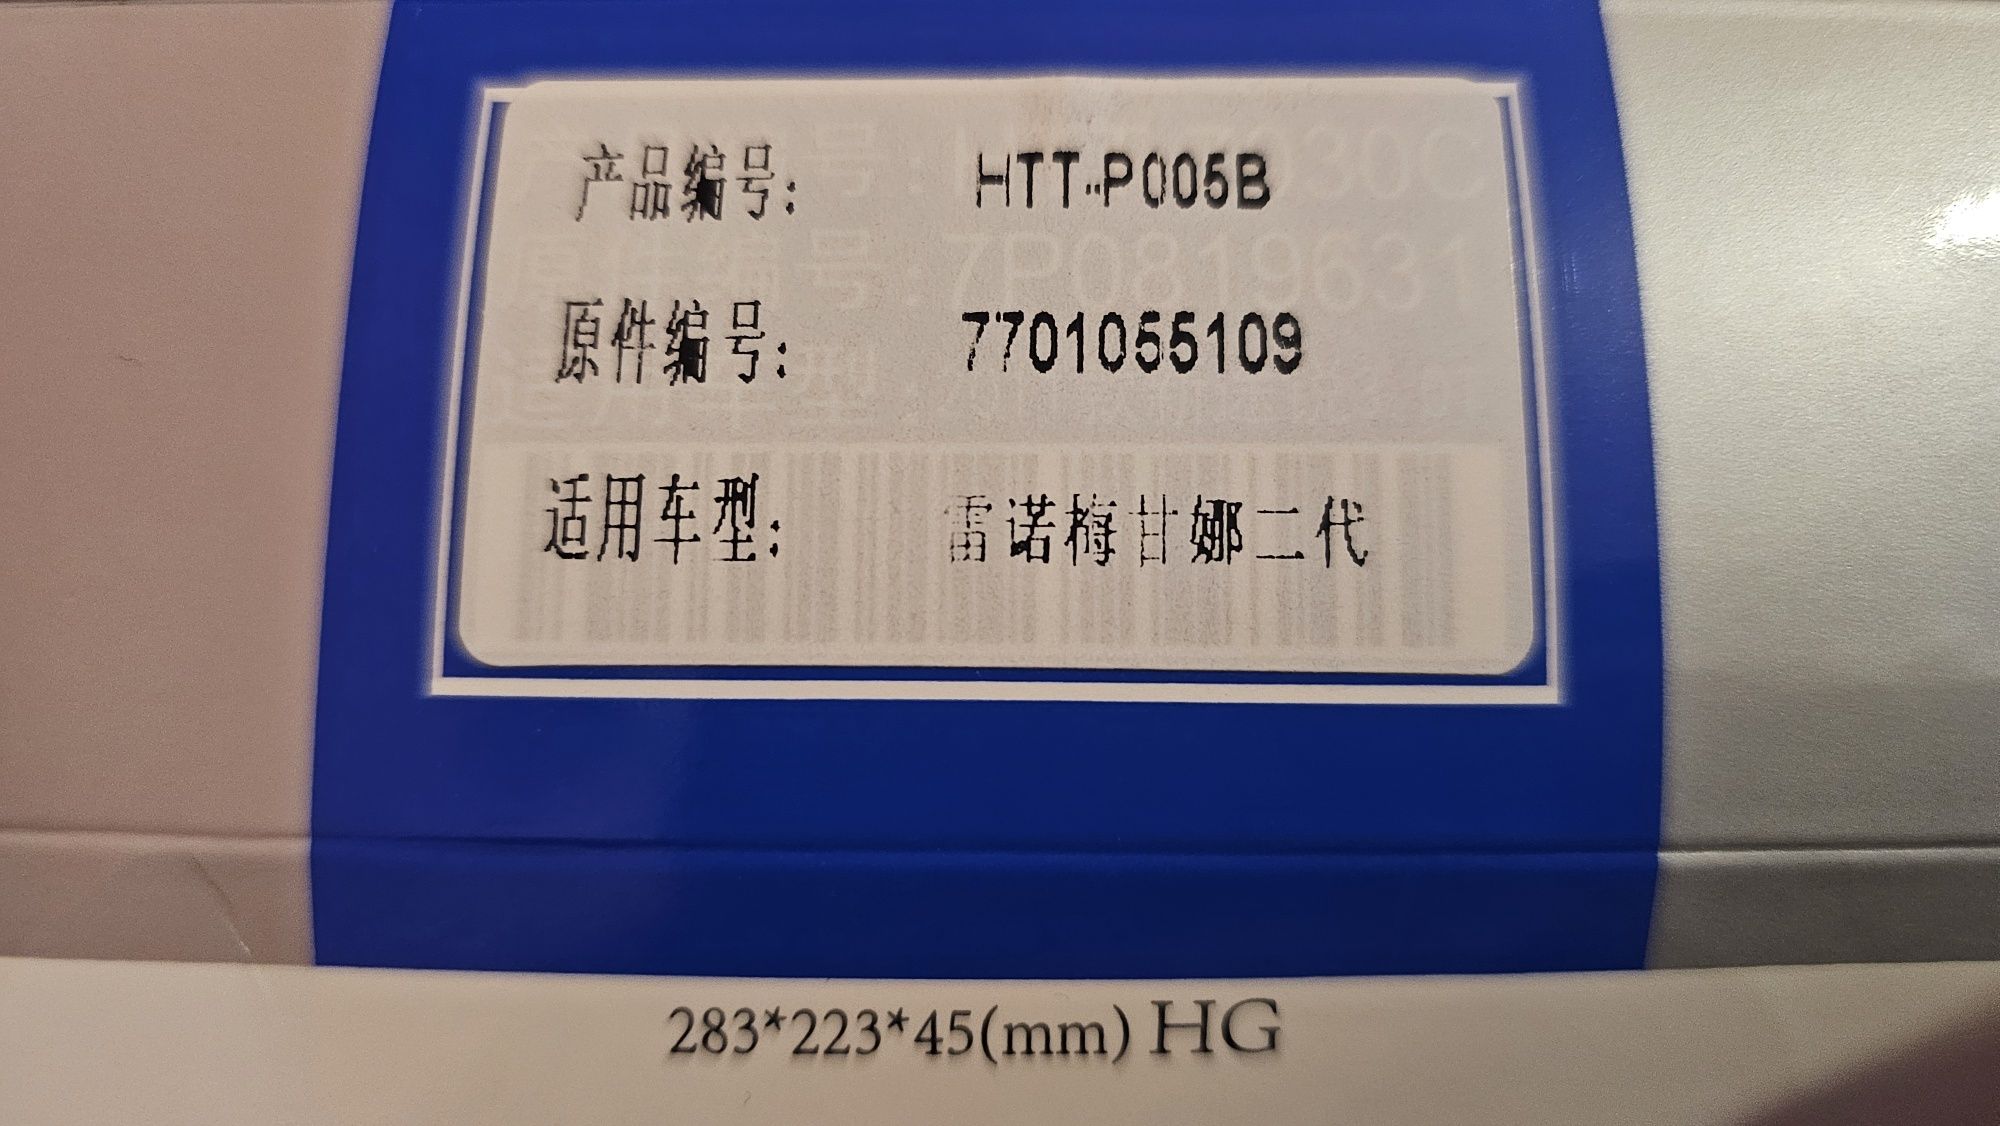 产品编号: HTT-P005B
原件编号: 7701055109
适用车型: 雷诺梅甘娜二代
7P0819631
283*223*45(mm) HG